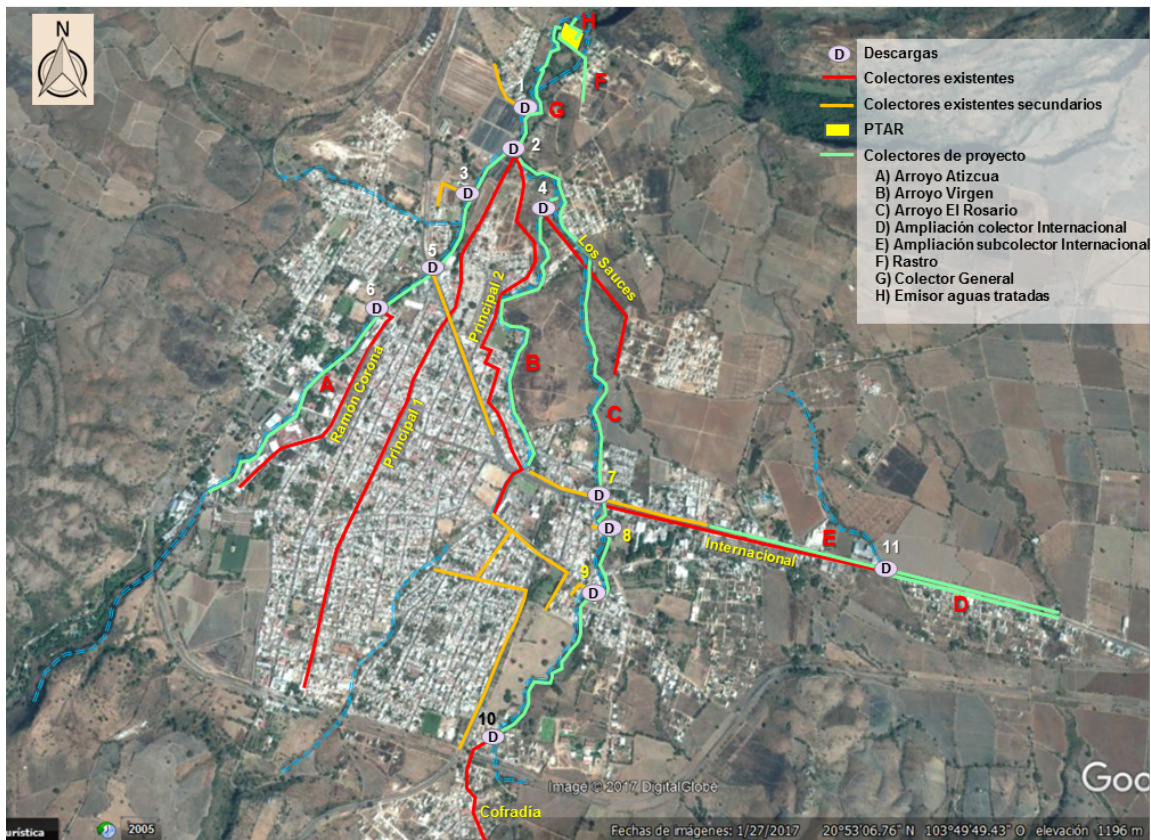 N
D Descargas
Colectores existentes
Colectores existentes secundarios
PTAR
Colectores de proyecto
A) Arroyo Atizcua
B) Arroyo Virgen
C) Arroyo El Rosario
D) Ampliación colector Internacional
E) Ampliación subcolector Internacional
F) Rastro
G) Colector General
H) Emisor aguas tratadas
H
F
1
D
G
D 2
3
D
4
D
5
D
Los Sauces
6
D
Principal 2
A
Ramón Corona
Principal 1
B
C
7
D
D
8
Internacional
E
11
D
9
D
D
10
D
Cofradía
Image © 2017 DigitalGlobe
Goo
urística
2005
Fechas de imágenes: 1/27/2017 20°53'06.76" N 103°49'49.43" O elevación 1196 m